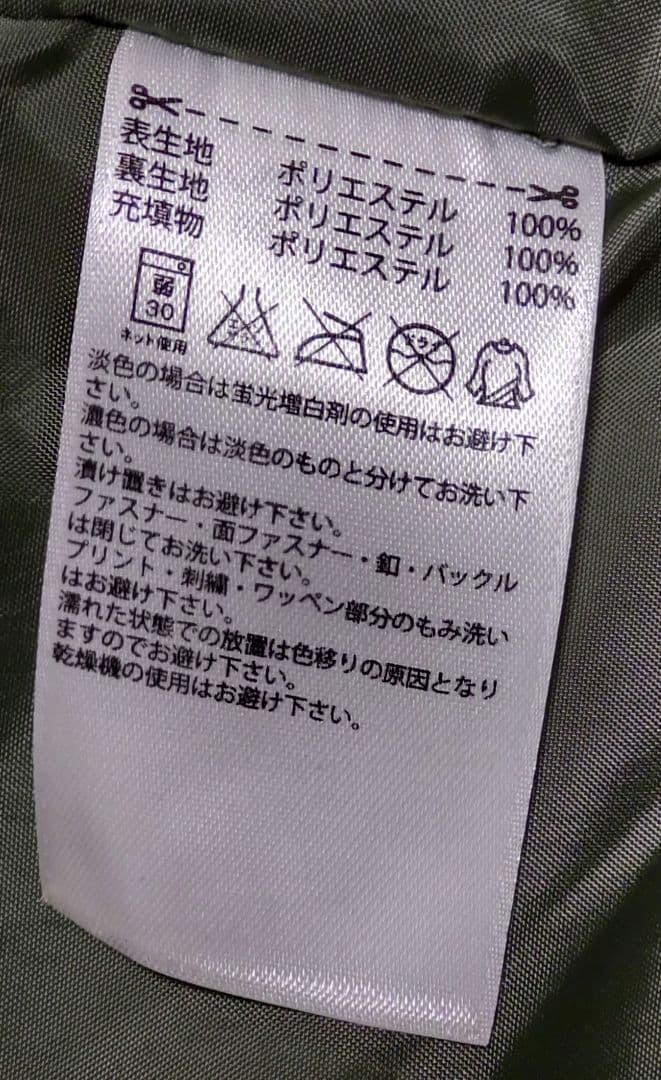 表生地 ポリエステル 100%
裏生地 ポリエステル 100%
充填物 ポリエステル 100%
弱
30
ネット使用
エンソ
ドライ
淡色の場合は蛍光増白剤の使用はお避け下
さい。
濃色の場合は淡色のものと分けてお洗い下
さい。
漬け置きはお避け下さい。
ファスナー・面ファスナー・釦・バックル
は閉じてお洗い下さい。
プリント・刺繍・ワッペン部分のもみ洗い
はお避け下さい。
濡れた状態での放置は色移りの原因となり
ますのでお避け下さい。
乾燥機の使用はお避け下さい。